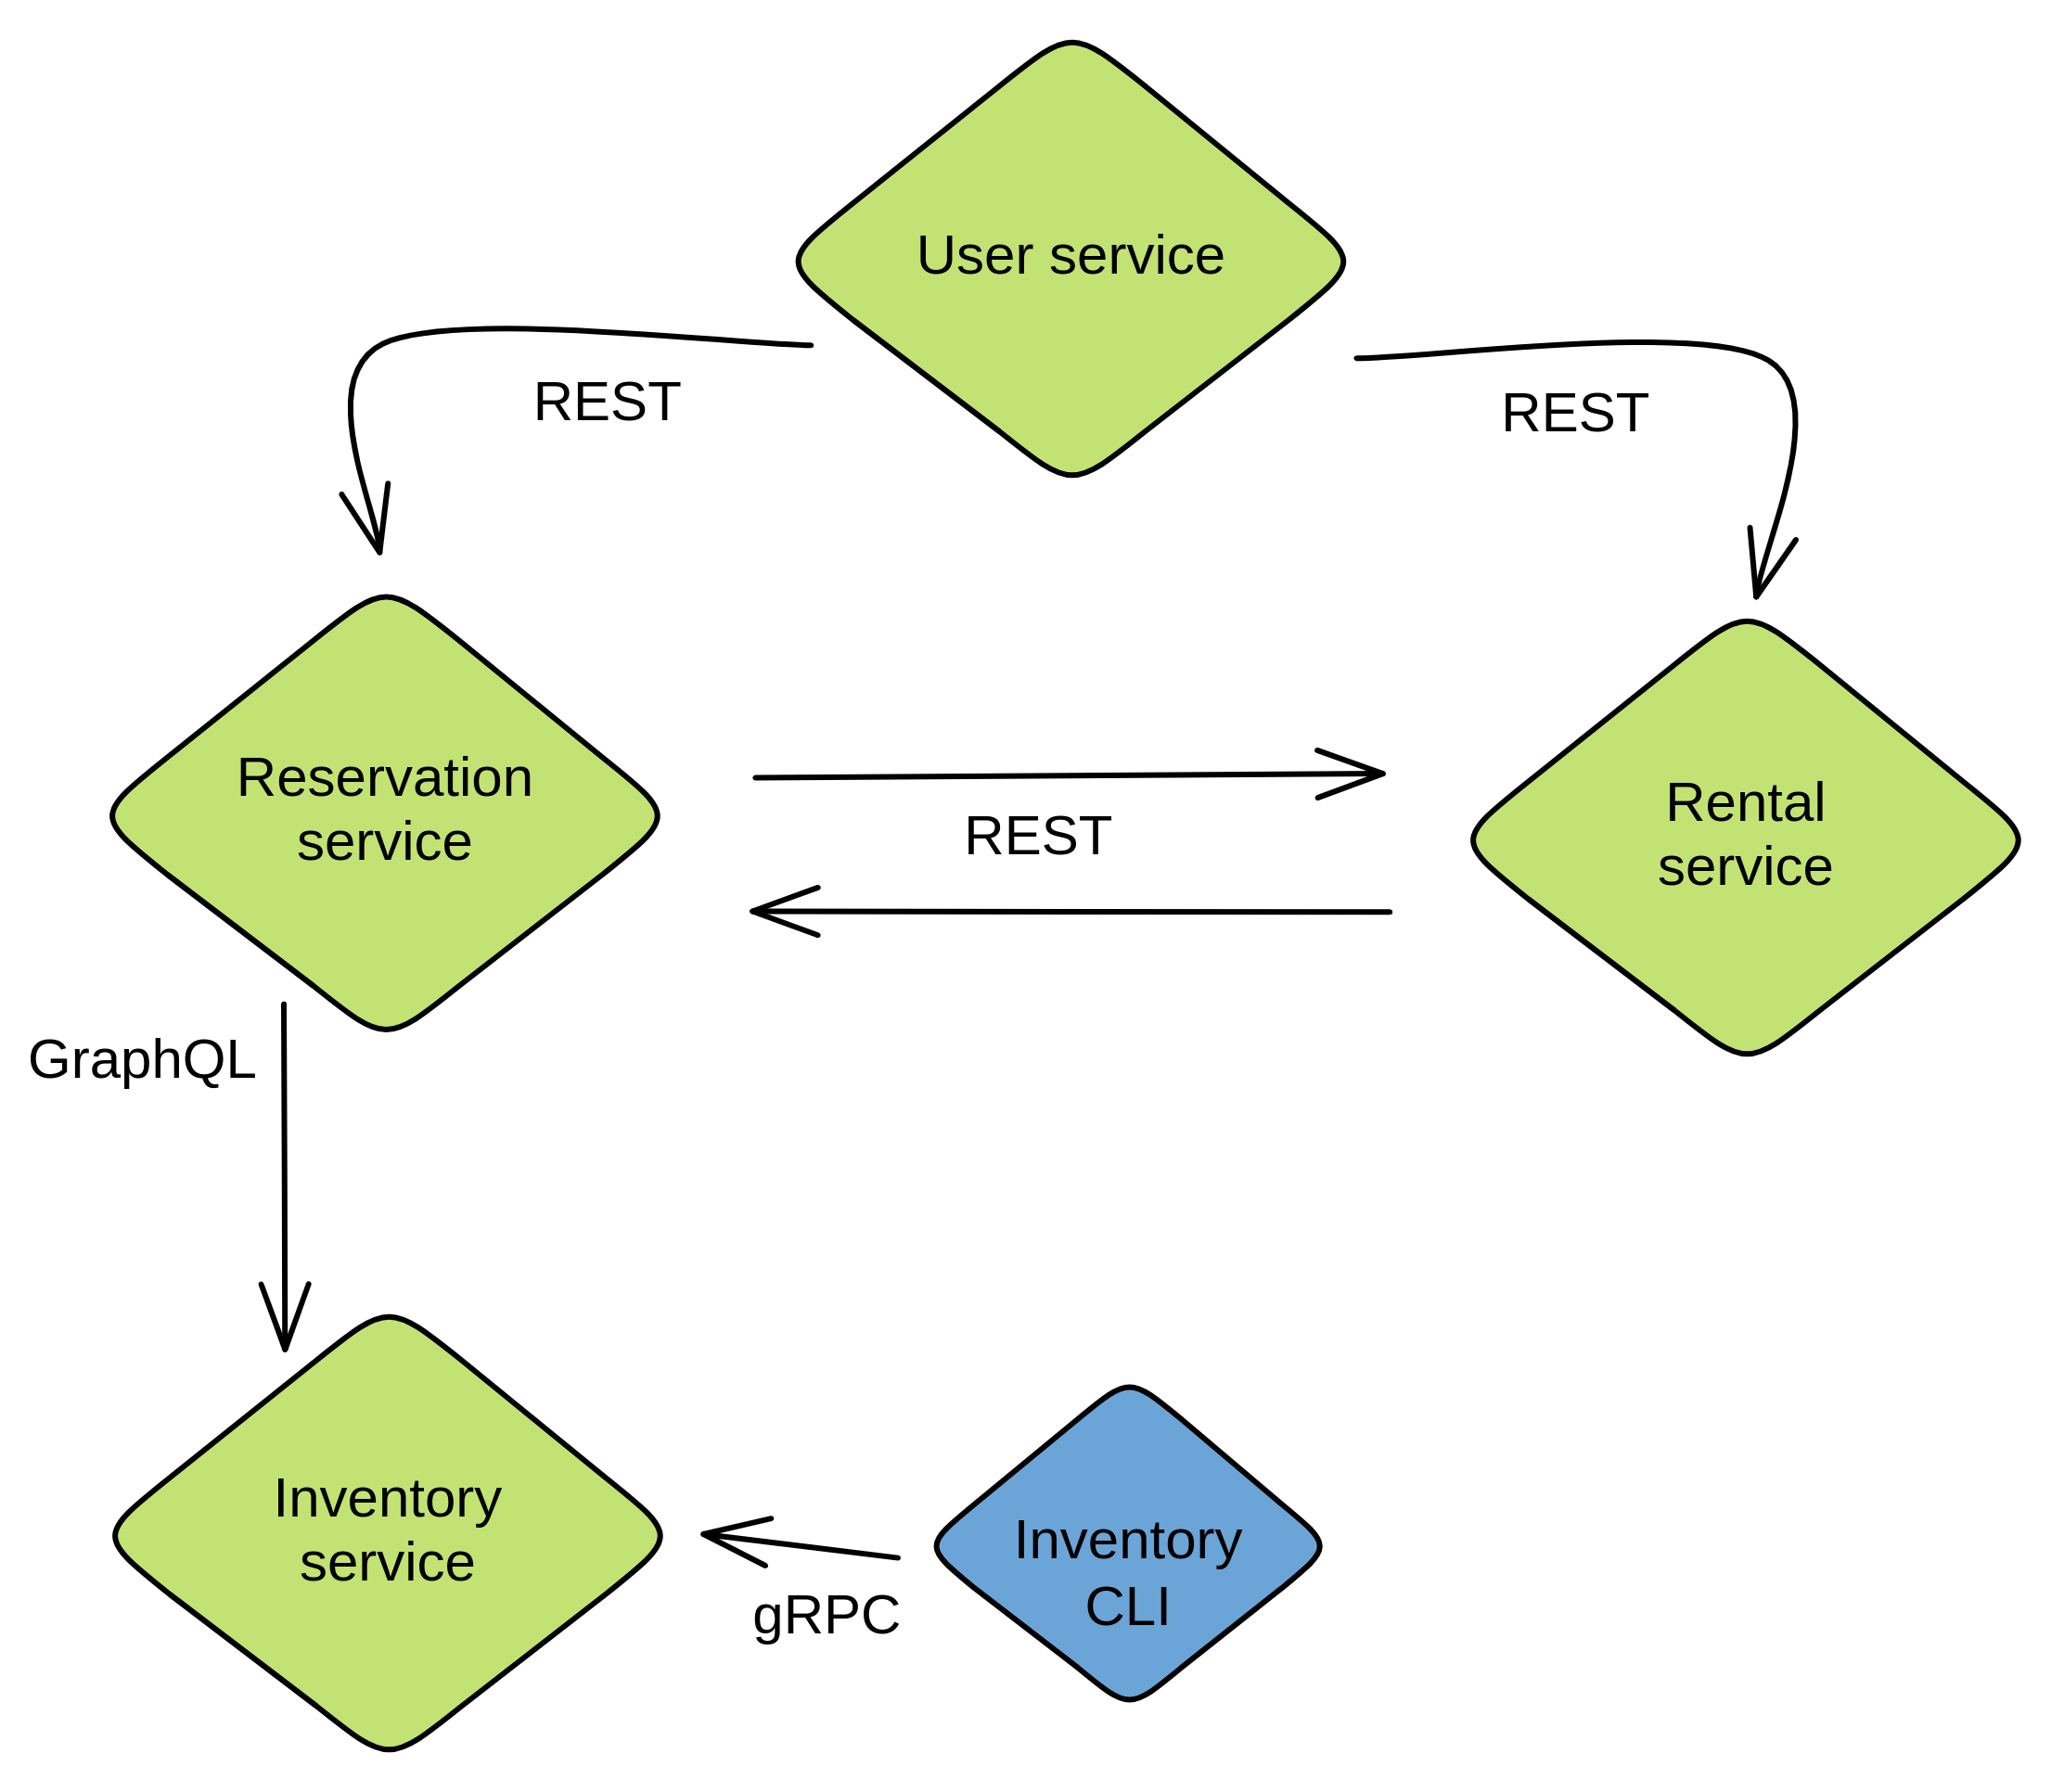 User service
REST
REST
Reservation
service
REST
Rental
service
GraphQL
Inventory
service
gRPC
Inventory
CLI